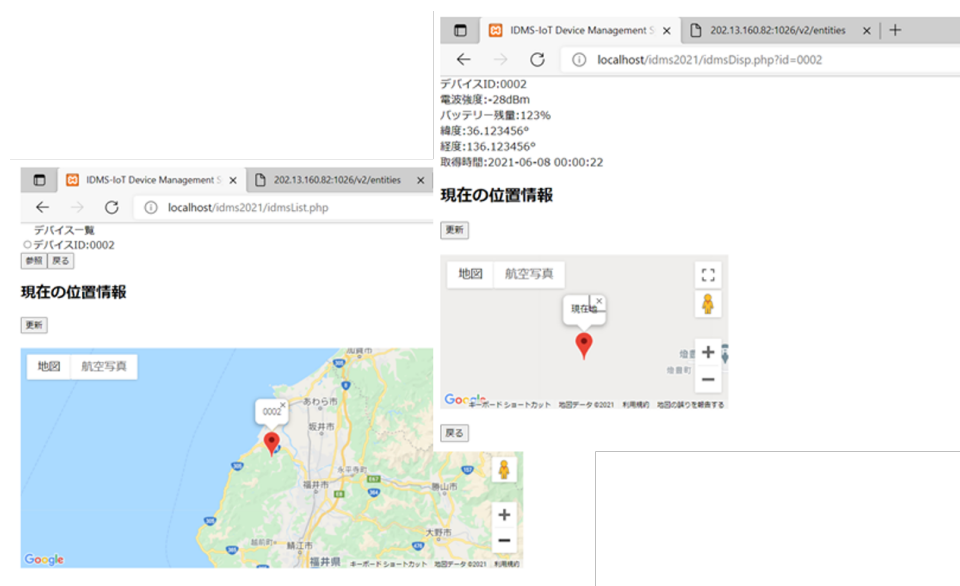 IDMS-IoT Device Management S
202.13.160.82:1026/v2/entities
localhost/idms2021/idmsDisp.php?id=0002
デバイスID:0002
電波強度:-28dBm
バッテリー残量:123%
緯度:36.123456°
経度:136.123456°
取得時間:2021-06-08 00:00:22
現在の位置情報
更新
地図 航空写真
現在地
Google
キーボード ショートカット 地図データ ©2021 利用規約 地図の誤りを報告する
戻る
IDMS-IoT Device Management S
202.13.160.82:1026/v2/entities
localhost/idms2021/idmsList.php
デバイス一覧
デバイスID:0002
参照 戻る
現在の位置情報
更新
地図 航空写真
加賀市
あわら市
0002
坂井市
永平寺町
福井市
勝山市
大野市
越前町
鯖江市
福井県
Google
キーボード ショートカット 地図データ ©2021 利用規約